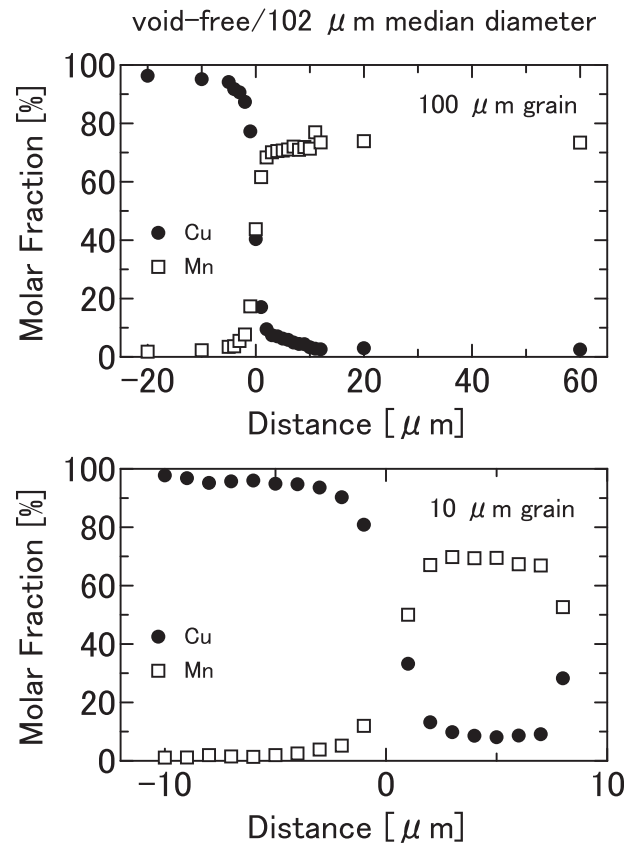 void-free/102 μm median diameter
100 μm grain
Molar Fraction [%]
100
80
60
40
20
0
Cu
Mn
−20 0 20 40 60
Distance [μm]
10 μm grain
Molar Fraction [%]
100
80
60
40
20
0
Cu
Mn
−10 0 10
Distance [μm]